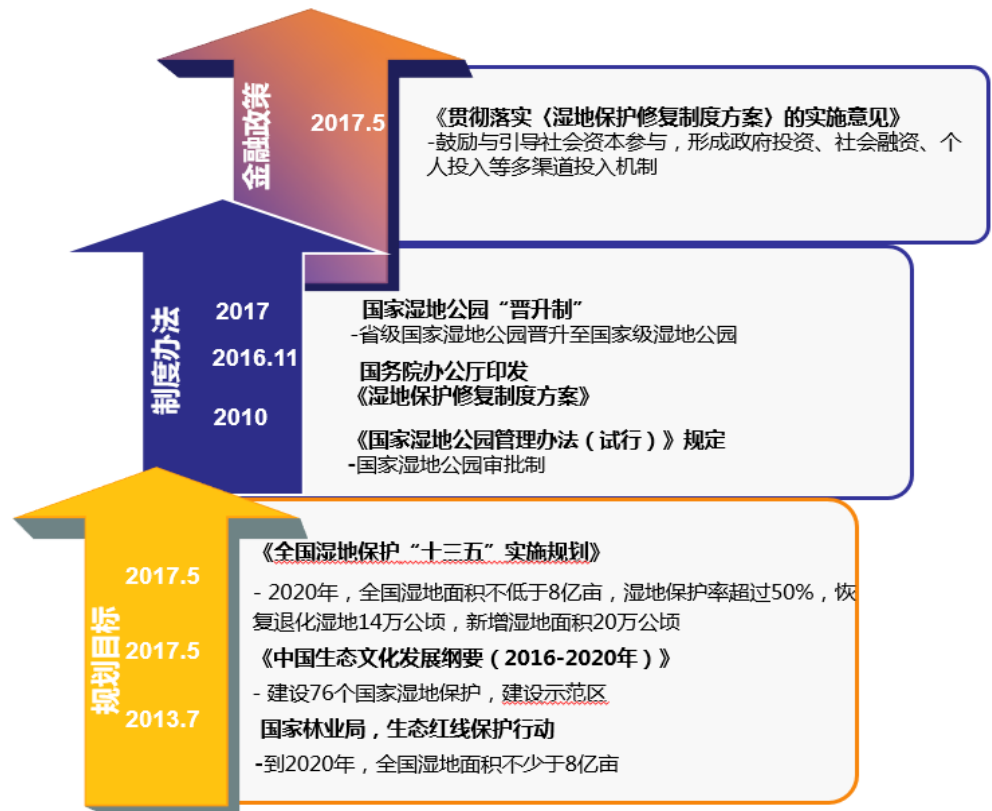 金融政策
2017.5
《贯彻落实〈湿地保护修复制度方案〉的实施意见》
-鼓励与引导社会资本参与，形成政府投资、社会融资、个
人投入等多渠道投入机制
制度办法
2017
国家湿地公园“晋升制”
-省级国家湿地公园晋升至国家级湿地公园
2016.11
国务院办公厅印发
《湿地保护修复制度方案》
2010
《国家湿地公园管理办法（试行）》规定
-国家湿地公园审批制
规划目标
2017.5
《全国湿地保护“十三五”实施规划》
- 2020年，全国湿地面积不低于8亿亩，湿地保护率超过50%，恢
复退化湿地14万公顷，新增湿地面积20万公顷
2017.5
《中国生态文化发展纲要（2016-2020年）》
- 建设76个国家湿地保护，建设示范区
2013.7
国家林业局，生态红线保护行动
-到2020年，全国湿地面积不少于8亿亩